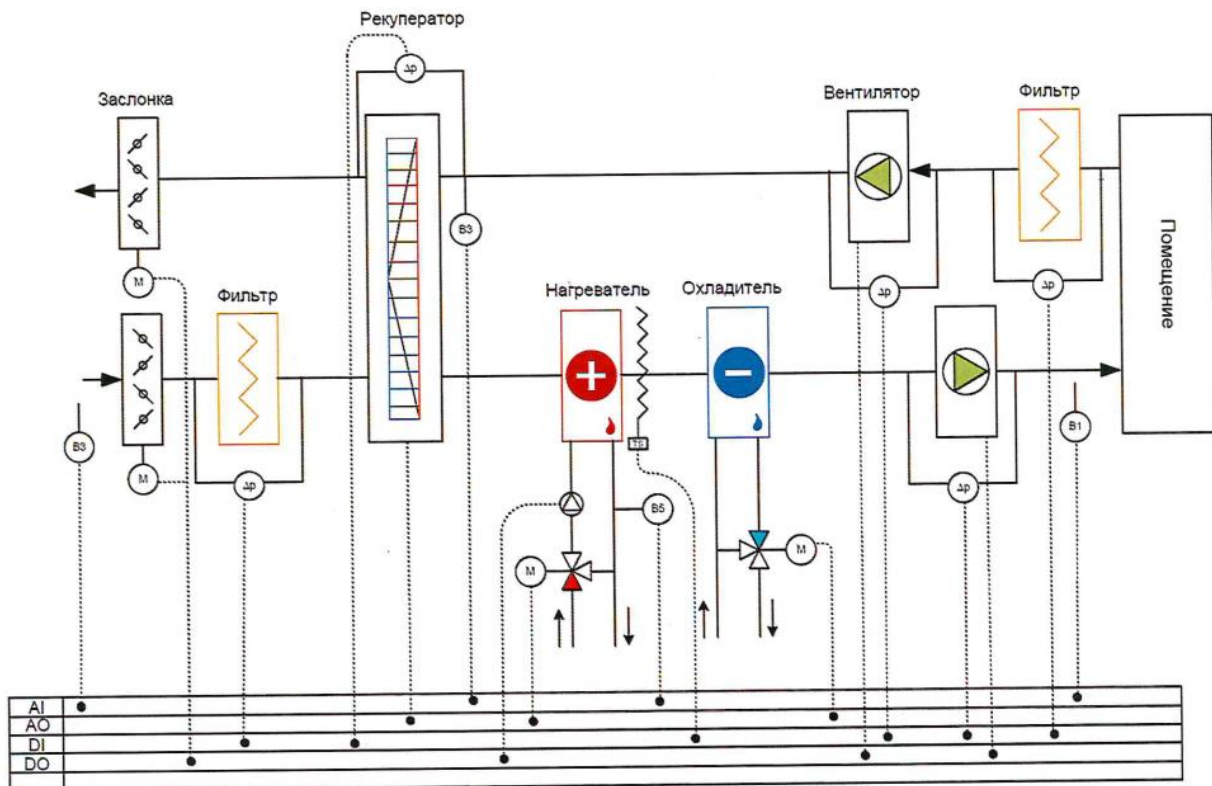 Рекуператор
Δp
Заслонка
Вентилятор
Фильтр
B3
Помещение
M
Фильтр
Нагреватель
Охладитель
Δp
Δp
B3
M
Δp
TS
B5
B1
Δp
M
M
AI
AO
DI
DO